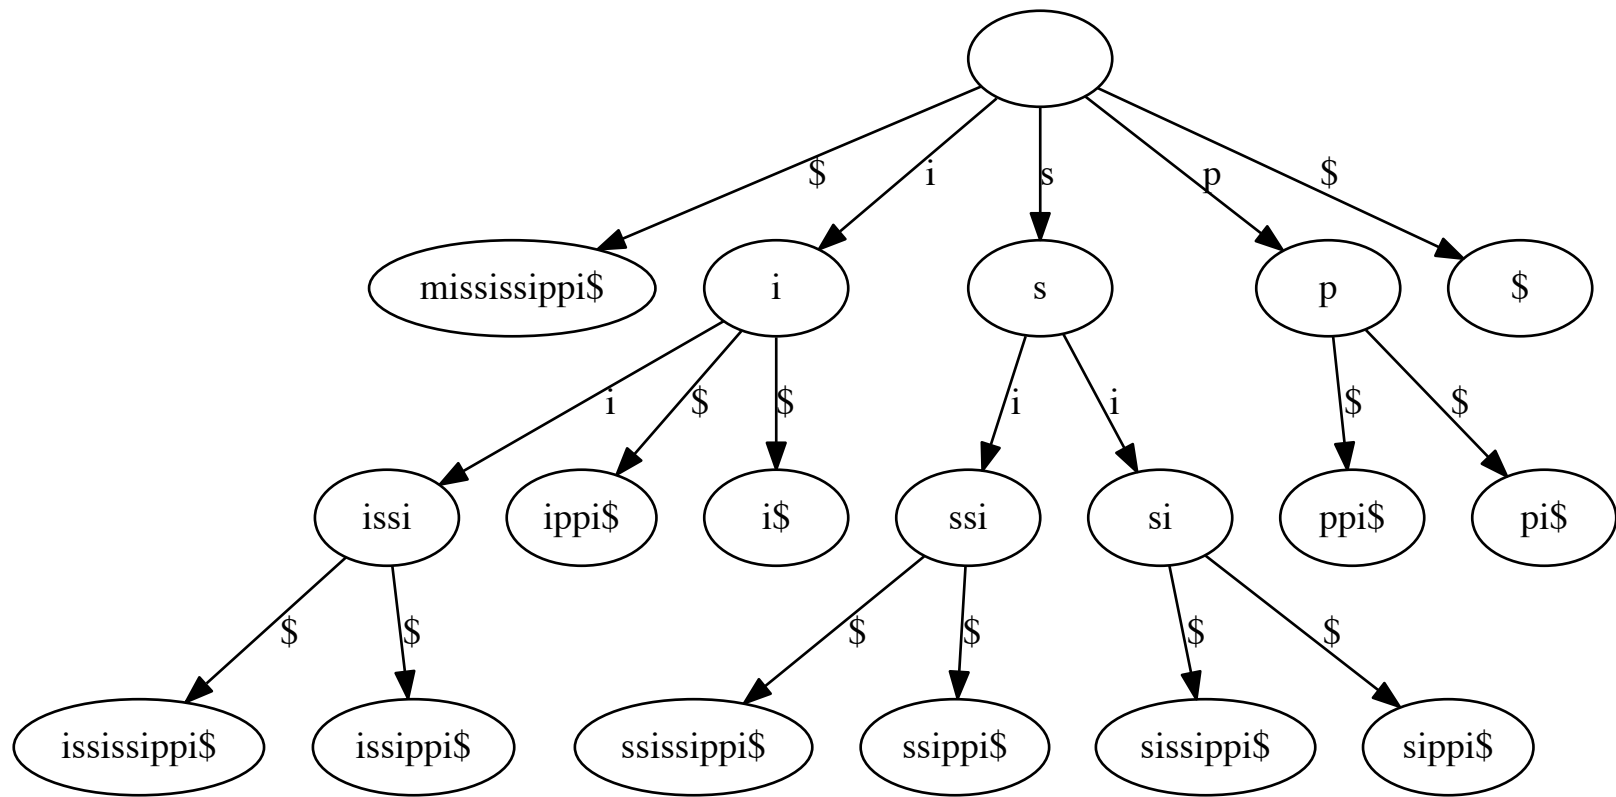 $ i s p $
mississippi$ i s p $
i $ $ i i $ $
issi ippi$ i$ ssi si ppi$ pi$
$ $ $ $ $ $
ississippi$ issippi$ ssissippi$ ssippi$ sissippi$ sippi$